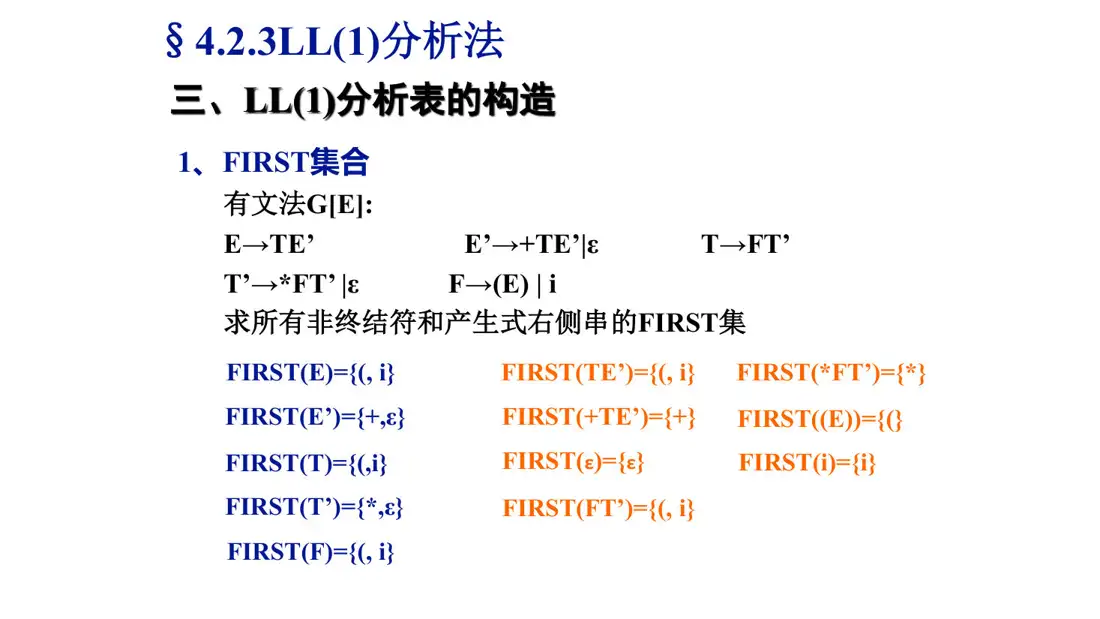 §4.2.3LL(1)分析法
三、LL(1)分析表的构造
1、FIRST集合
有文法G[E]:
E→TE’ E’→+TE’|ε T→FT’
T’→*FT’ |ε F→(E) | i
求所有非终结符和产生式右侧串的FIRST集
FIRST(E)={(, i} FIRST(TE’)={(, i} FIRST(*FT’)={*}
FIRST(E’)={+,ε} FIRST(+TE’)={+} FIRST((E))={(}
FIRST(T)={(,i} FIRST(ε)={ε} FIRST(i)={i}
FIRST(T’)={*,ε} FIRST(FT’)={(, i}
FIRST(F)={(, i}